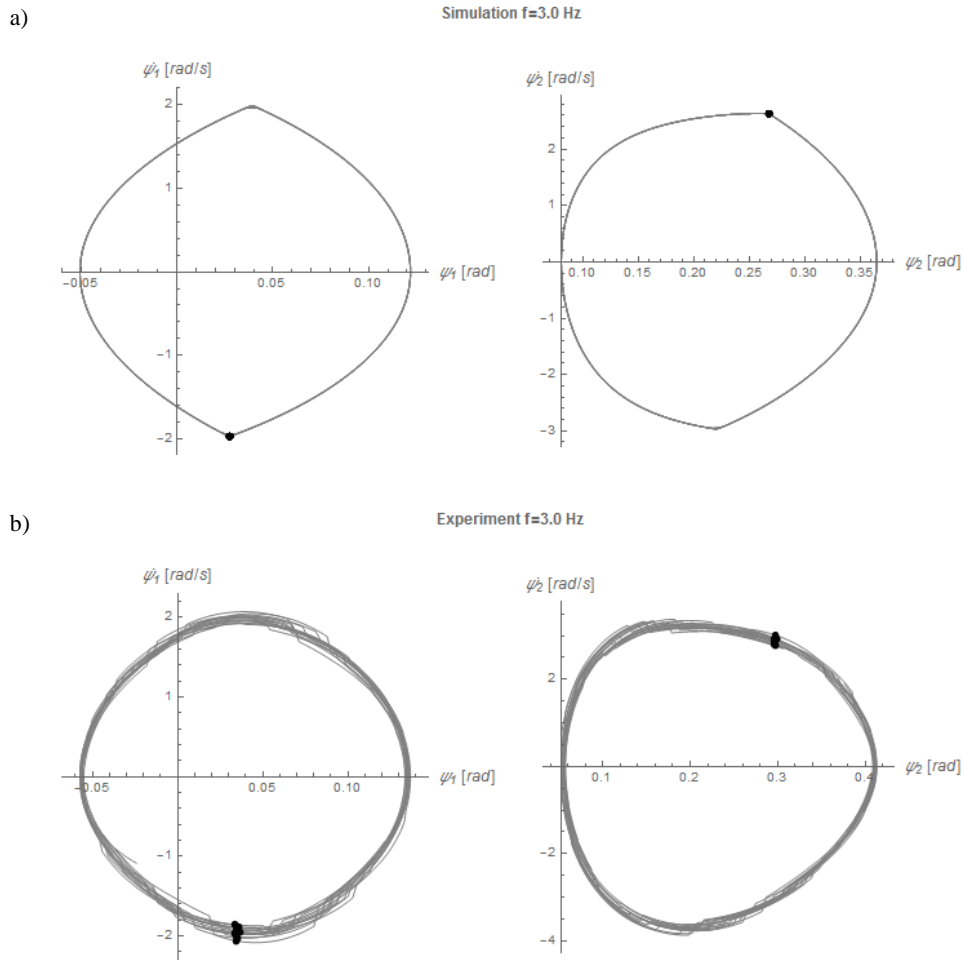 a)
Simulation f=3.0 Hz
ψ̇₁ [rad/s]
2
1
-1
-2
-0.05
0.05
0.10
ψ₁ [rad]
ψ̇₂ [rad/s]
2
1
-1
-2
-3
0.10
0.15
0.20
0.25
0.30
0.35
ψ₂ [rad]
b)
Experiment f=3.0 Hz
ψ̇₁ [rad/s]
2
1
-1
-2
-0.05
0.05
0.10
ψ₁ [rad]
ψ̇₂ [rad/s]
2
-2
-4
0.1
0.2
0.3
0.4
ψ₂ [rad]